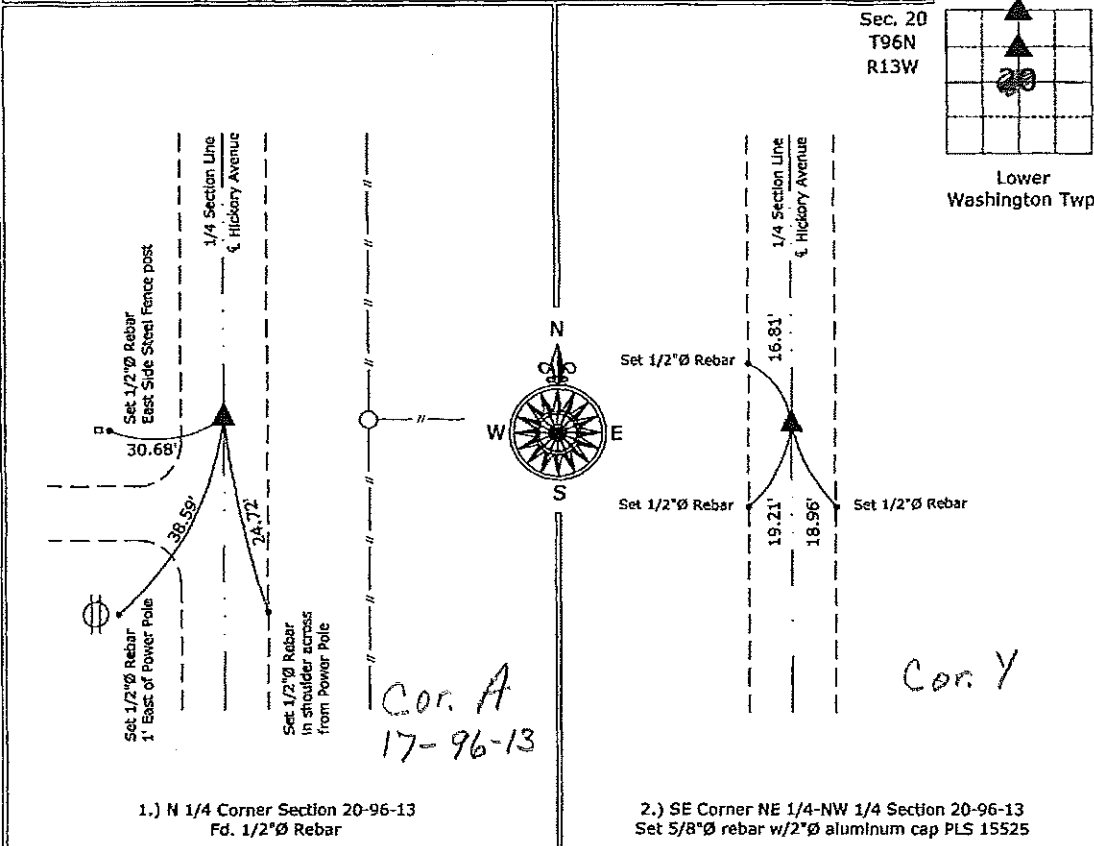 Sec. 20
T96N
R13W
20
Lower
Washington Twp
1/4 Section Line
℄ Hickory Avenue
Set 1/2"Ø Rebar
East Side Steel Fence post
30.68'
38.59'
24.72'
Set 1/2"Ø Rebar
1' East of Power Pole
Set 1/2"Ø Rebar
in shoulder across
from Power Pole
Cor. A
17-96-13
1.) N 1/4 Corner Section 20-96-13
Fd. 1/2"Ø Rebar
N
W
E
S
1/4 Section Line
℄ Hickory Avenue
16.81'
Set 1/2"Ø Rebar
Set 1/2"Ø Rebar
19.21'
18.96'
Set 1/2"Ø Rebar
Cor. Y
2.) SE Corner NE 1/4-NW 1/4 Section 20-96-13
Set 5/8"Ø rebar w/2"Ø aluminum cap PLS 15525